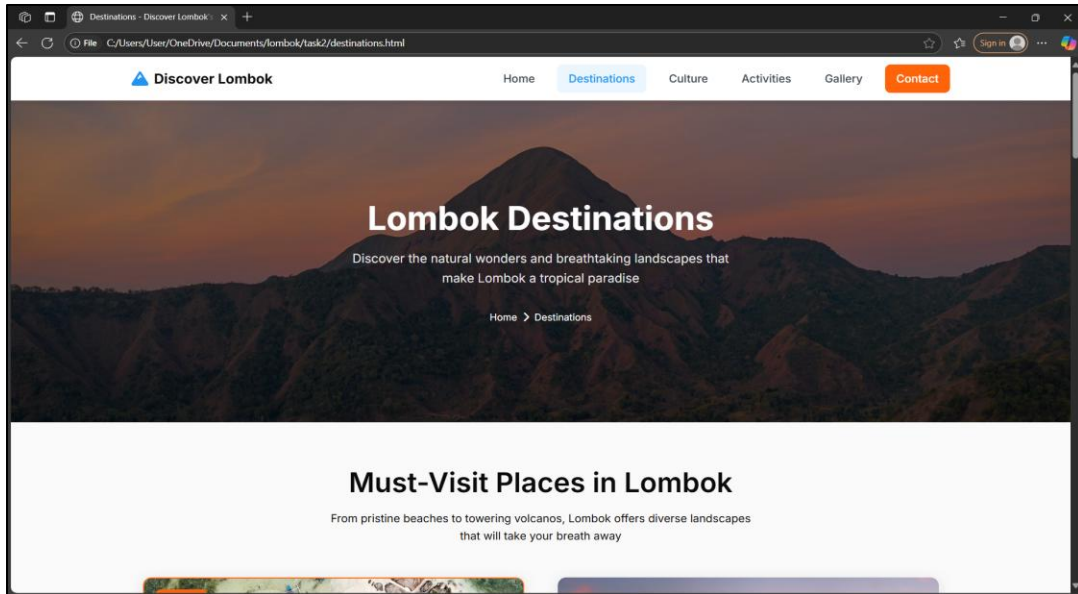 Destinations - Discover Lombok's
File C:/Users/User/OneDrive/Documents/lombok/task2/destinations.html
Sign in
Discover Lombok
Home Destinations Culture Activities Gallery Contact
Lombok Destinations
Discover the natural wonders and breathtaking landscapes that
make Lombok a tropical paradise
Home Destinations
Must-Visit Places in Lombok
From pristine beaches to towering volcanos, Lombok offers diverse landscapes
that will take your breath away